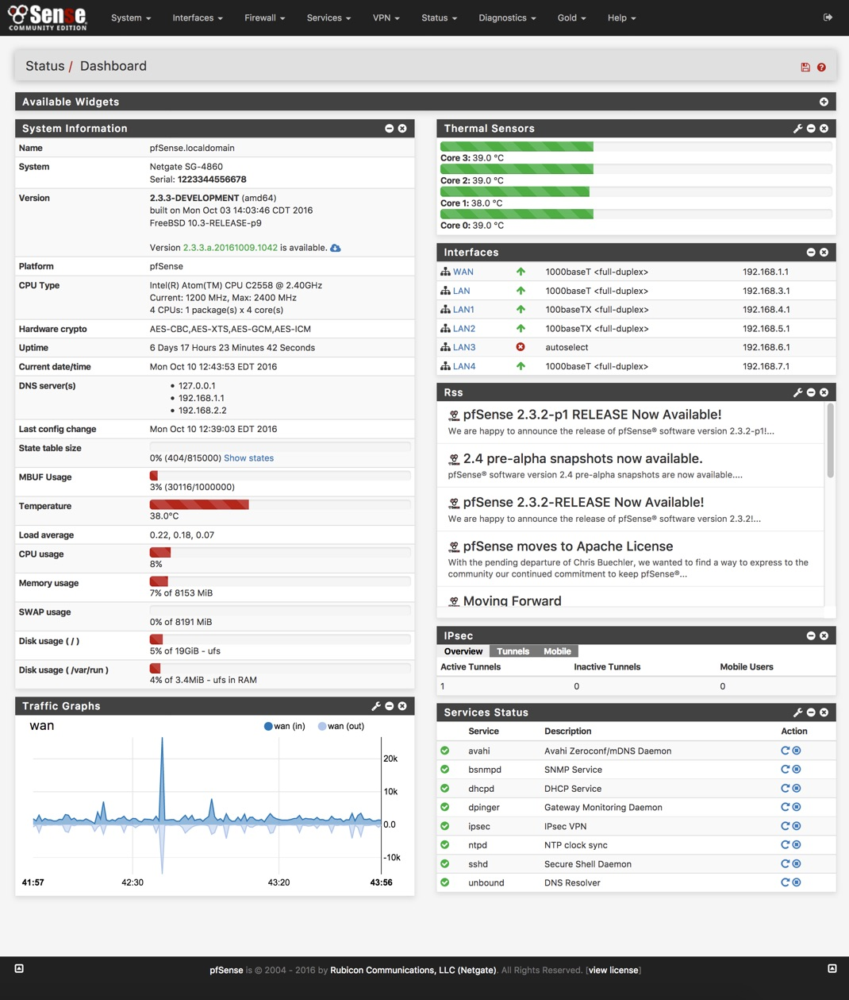 Sense
COMMUNITY EDITION
System Interfaces Firewall Services VPN Status Diagnostics Gold Help
Status / Dashboard
Available Widgets
System Information
Name pfSense.localdomain
System Netgate SG-4860
Serial: 1223344556678
Version 2.3.3-DEVELOPMENT (amd64)
built on Mon Oct 03 14:03:46 CDT 2016
FreeBSD 10.3-RELEASE-p9
Version 2.3.3.a.20161009.1042 is available.
Platform pfSense
CPU Type Intel(R) Atom(TM) CPU C2558 @ 2.40GHz
Current: 1200 MHz, Max: 2400 MHz
4 CPUs: 1 package(s) x 4 core(s)
Hardware crypto AES-CBC,AES-XTS,AES-GCM,AES-ICM
Uptime 6 Days 17 Hours 23 Minutes 42 Seconds
Current date/time Mon Oct 10 12:43:53 EDT 2016
DNS server(s) • 127.0.0.1
• 192.168.1.1
• 192.168.2.2
Last config change Mon Oct 10 12:39:03 EDT 2016
State table size
0% (404/815000) Show states
MBUF Usage
3% (30116/1000000)
Temperature
38.0°C
Load average 0.22, 0.18, 0.07
CPU usage
8%
Memory usage
7% of 8153 MiB
SWAP usage
0% of 8191 MiB
Disk usage ( / )
5% of 19GiB - ufs
Disk usage ( /var/run )
4% of 3.4MiB - ufs in RAM
Traffic Graphs
wan
wan (in) wan (out)
20k
10k
0.0
-10k
41:57 42:30 43:20 43:56
Thermal Sensors
Core 3: 39.0 °C
Core 2: 39.0 °C
Core 1: 38.0 °C
Core 0: 39.0 °C
Interfaces
WAN 1000baseT <full-duplex> 192.168.1.1
LAN 1000baseT <full-duplex> 192.168.3.1
LAN1 100baseTX <full-duplex> 192.168.4.1
LAN2 100baseTX <full-duplex> 192.168.5.1
LAN3 autoselect 192.168.6.1
LAN4 1000baseT <full-duplex> 192.168.7.1
Rss
pfSense 2.3.2-p1 RELEASE Now Available!
We are happy to announce the release of pfSense® software version 2.3.2-p1!...
2.4 pre-alpha snapshots now available.
pfSense® software version 2.4 pre-alpha snapshots are now available....
pfSense 2.3.2-RELEASE Now Available!
We are happy to announce the release of pfSense® software version 2.3.2!...
pfSense moves to Apache License
With the pending departure of Chris Buechler, we wanted to find a way to express to the
community our continued commitment to keep pfSense®...
Moving Forward
IPsec
Overview Tunnels Mobile
Active Tunnels Inactive Tunnels Mobile Users
1 0 0
Services Status
Service Description Action
avahi Avahi Zeroconf/mDNS Daemon
bsnmpd SNMP Service
dhcpd DHCP Service
dpinger Gateway Monitoring Daemon
ipsec IPsec VPN
ntpd NTP clock sync
sshd Secure Shell Daemon
unbound DNS Resolver
pfSense is © 2004 - 2016 by Rubicon Communications, LLC (Netgate). All Rights Reserved. [view license]